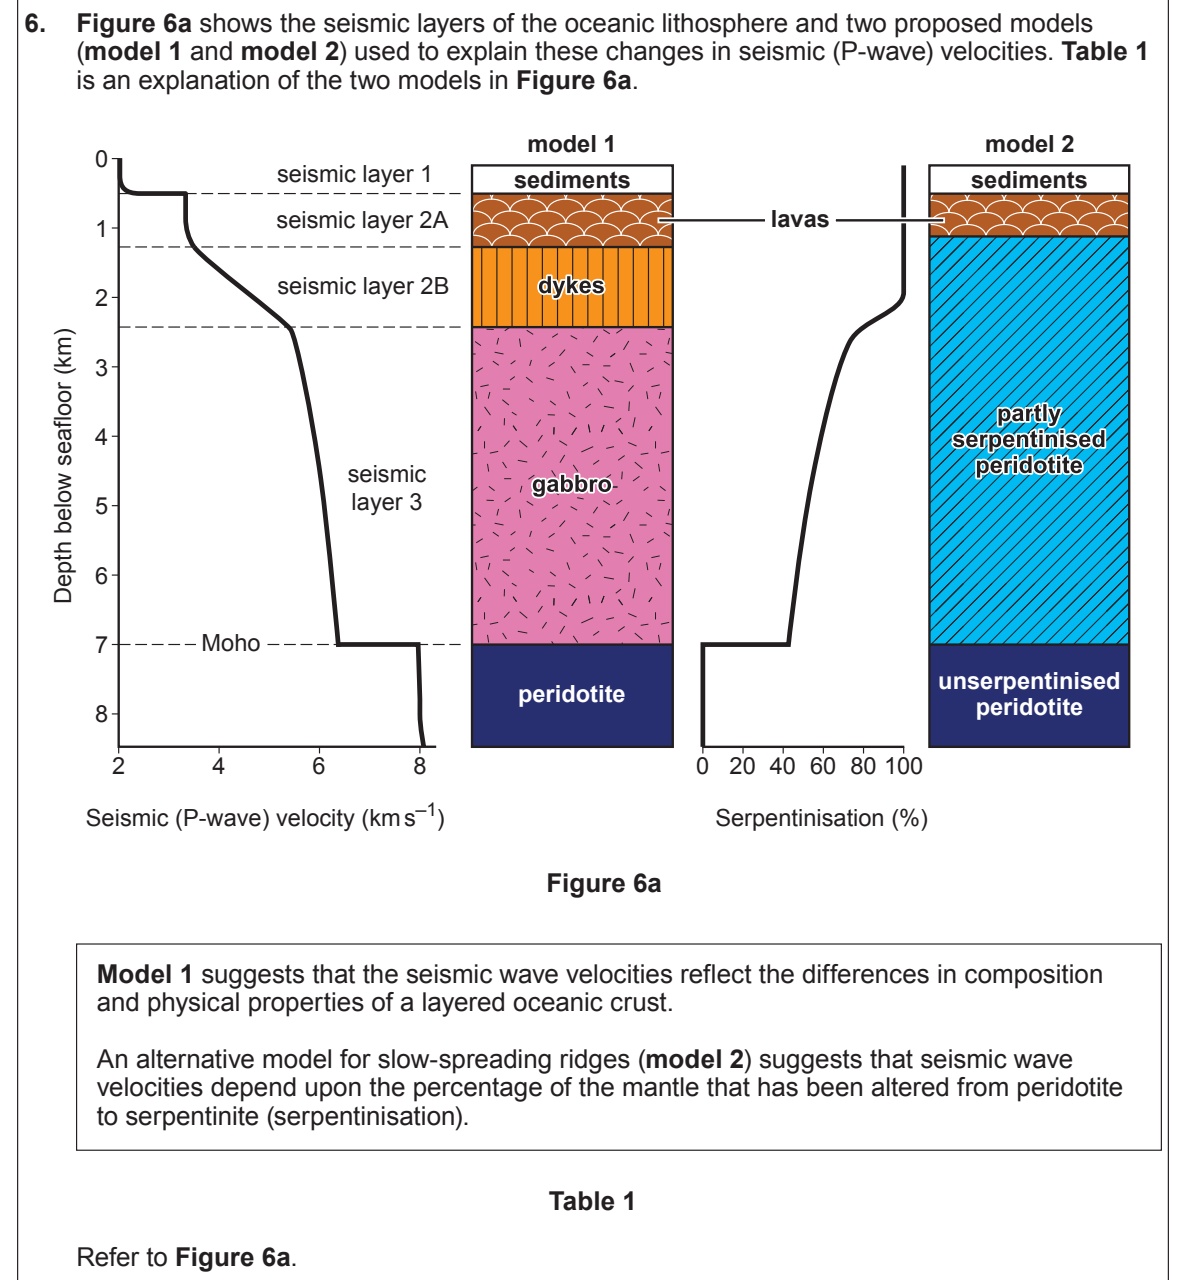 6. Figure 6a shows the seismic layers of the oceanic lithosphere and two proposed models
(model 1 and model 2) used to explain these changes in seismic (P-wave) velocities. Table 1
is an explanation of the two models in Figure 6a.
model 1
model 2
0
seismic layer 1
sediments
sediments
1
seismic layer 2A
lavas
2
seismic layer 2B
dykes
3
4
partly
serpentinised
peridotite
5
seismic
layer 3
gabbro
6
7
Moho
8
peridotite
unserpentinised
peridotite
Depth below seafloor (km)
2 4 6 8
0 20 40 60 80 100
Seismic (P-wave) velocity (km s⁻¹)
Serpentinisation (%)
Figure 6a
Model 1 suggests that the seismic wave velocities reflect the differences in composition
and physical properties of a layered oceanic crust.
An alternative model for slow-spreading ridges (model 2) suggests that seismic wave
velocities depend upon the percentage of the mantle that has been altered from peridotite
to serpentinite (serpentinisation).
Table 1
Refer to Figure 6a.